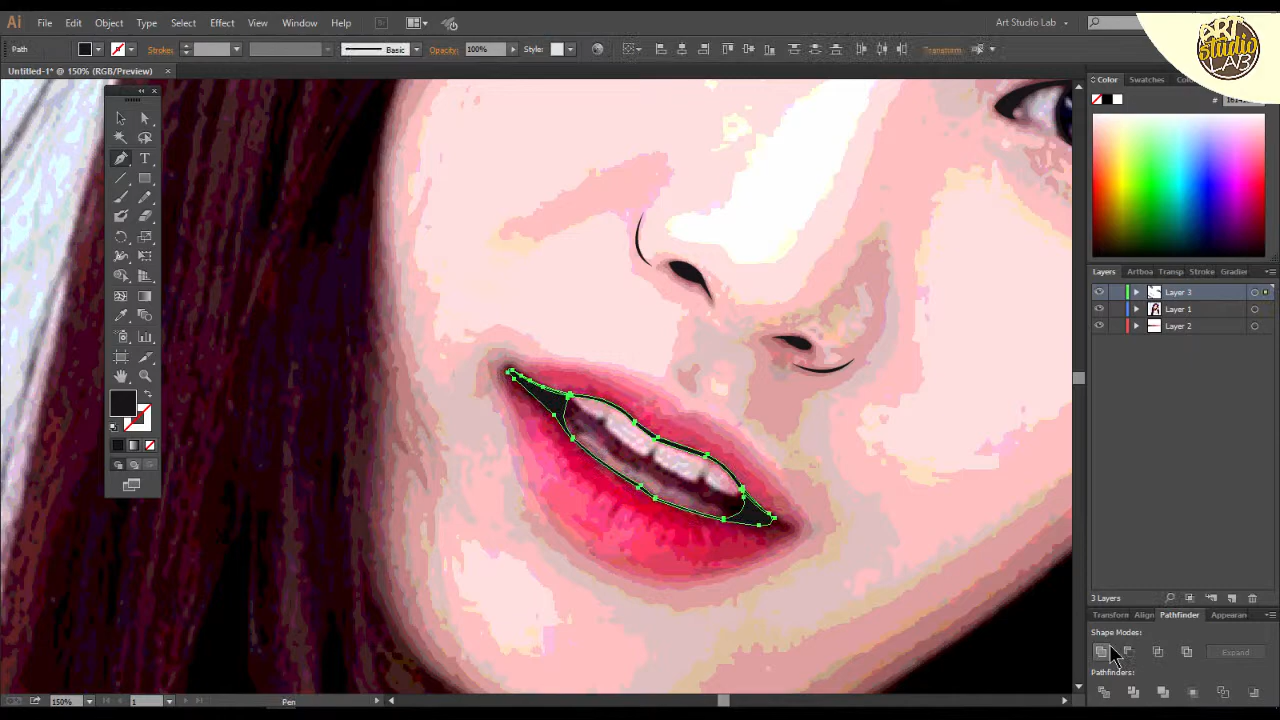 Ai File Edit Object Type Select Effect View Window Help Art Studio Lab
ART Studio LAB
Path Stroke: Basic Opacity: 100% Style: Transform
Untitled-1* @ 150% (RGB/Preview)
Color Swatches
#
Layers Artboa Transp Stroke Gradier
Layer 3
Layer 1
Layer 2
3 Layers
Transform Align Pathfinder Appearan
Shape Modes:
Expand
Pathfinders:
150% 1 Pen